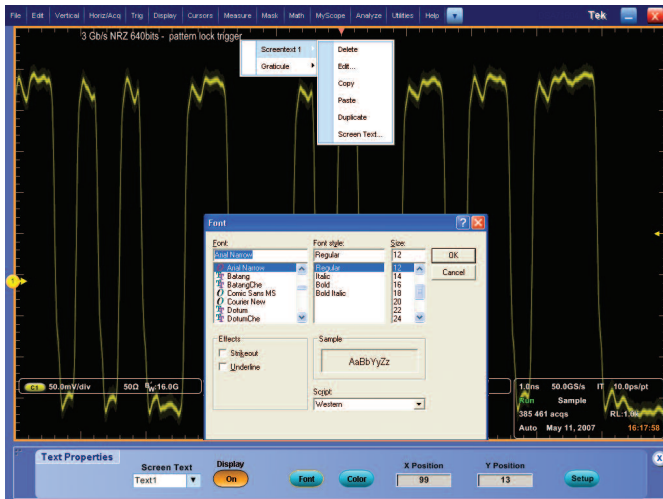 File Edit Vertical Horiz/Acq Trig Display Cursors Measure Mask Math MyScope Analyze Utilities Help Tek X
3 Gb/s NRZ 640bits - pattern lock trigger
Screentext 1
Graticule
Delete
Edit...
Copy
Paste
Duplicate
Screen Text...
Font ? X
Font: Font style: Size:
Arial Narrow Regular 12 OK
Arial Narrow Regular 12 Cancel
Batang Italic 14
BatangChe Bold 16
Comic Sans MS Bold Italic 18
Courier New 20
Dotum 22
DotumChe 24
Effects Sample
Strikeout
Underline
AaBbYyZz
Script:
Western
1
C1 50.0mV/div 50Ω BW:16.0G
1.0ns 50.0GS/s IT 10.0ps/pt
Run Sample
385 461 acqs
Auto May 11, 2007 16:17:58
Text Properties X
Screen Text Display X Position Y Position
Text1 On Font Color 99 13 Setup